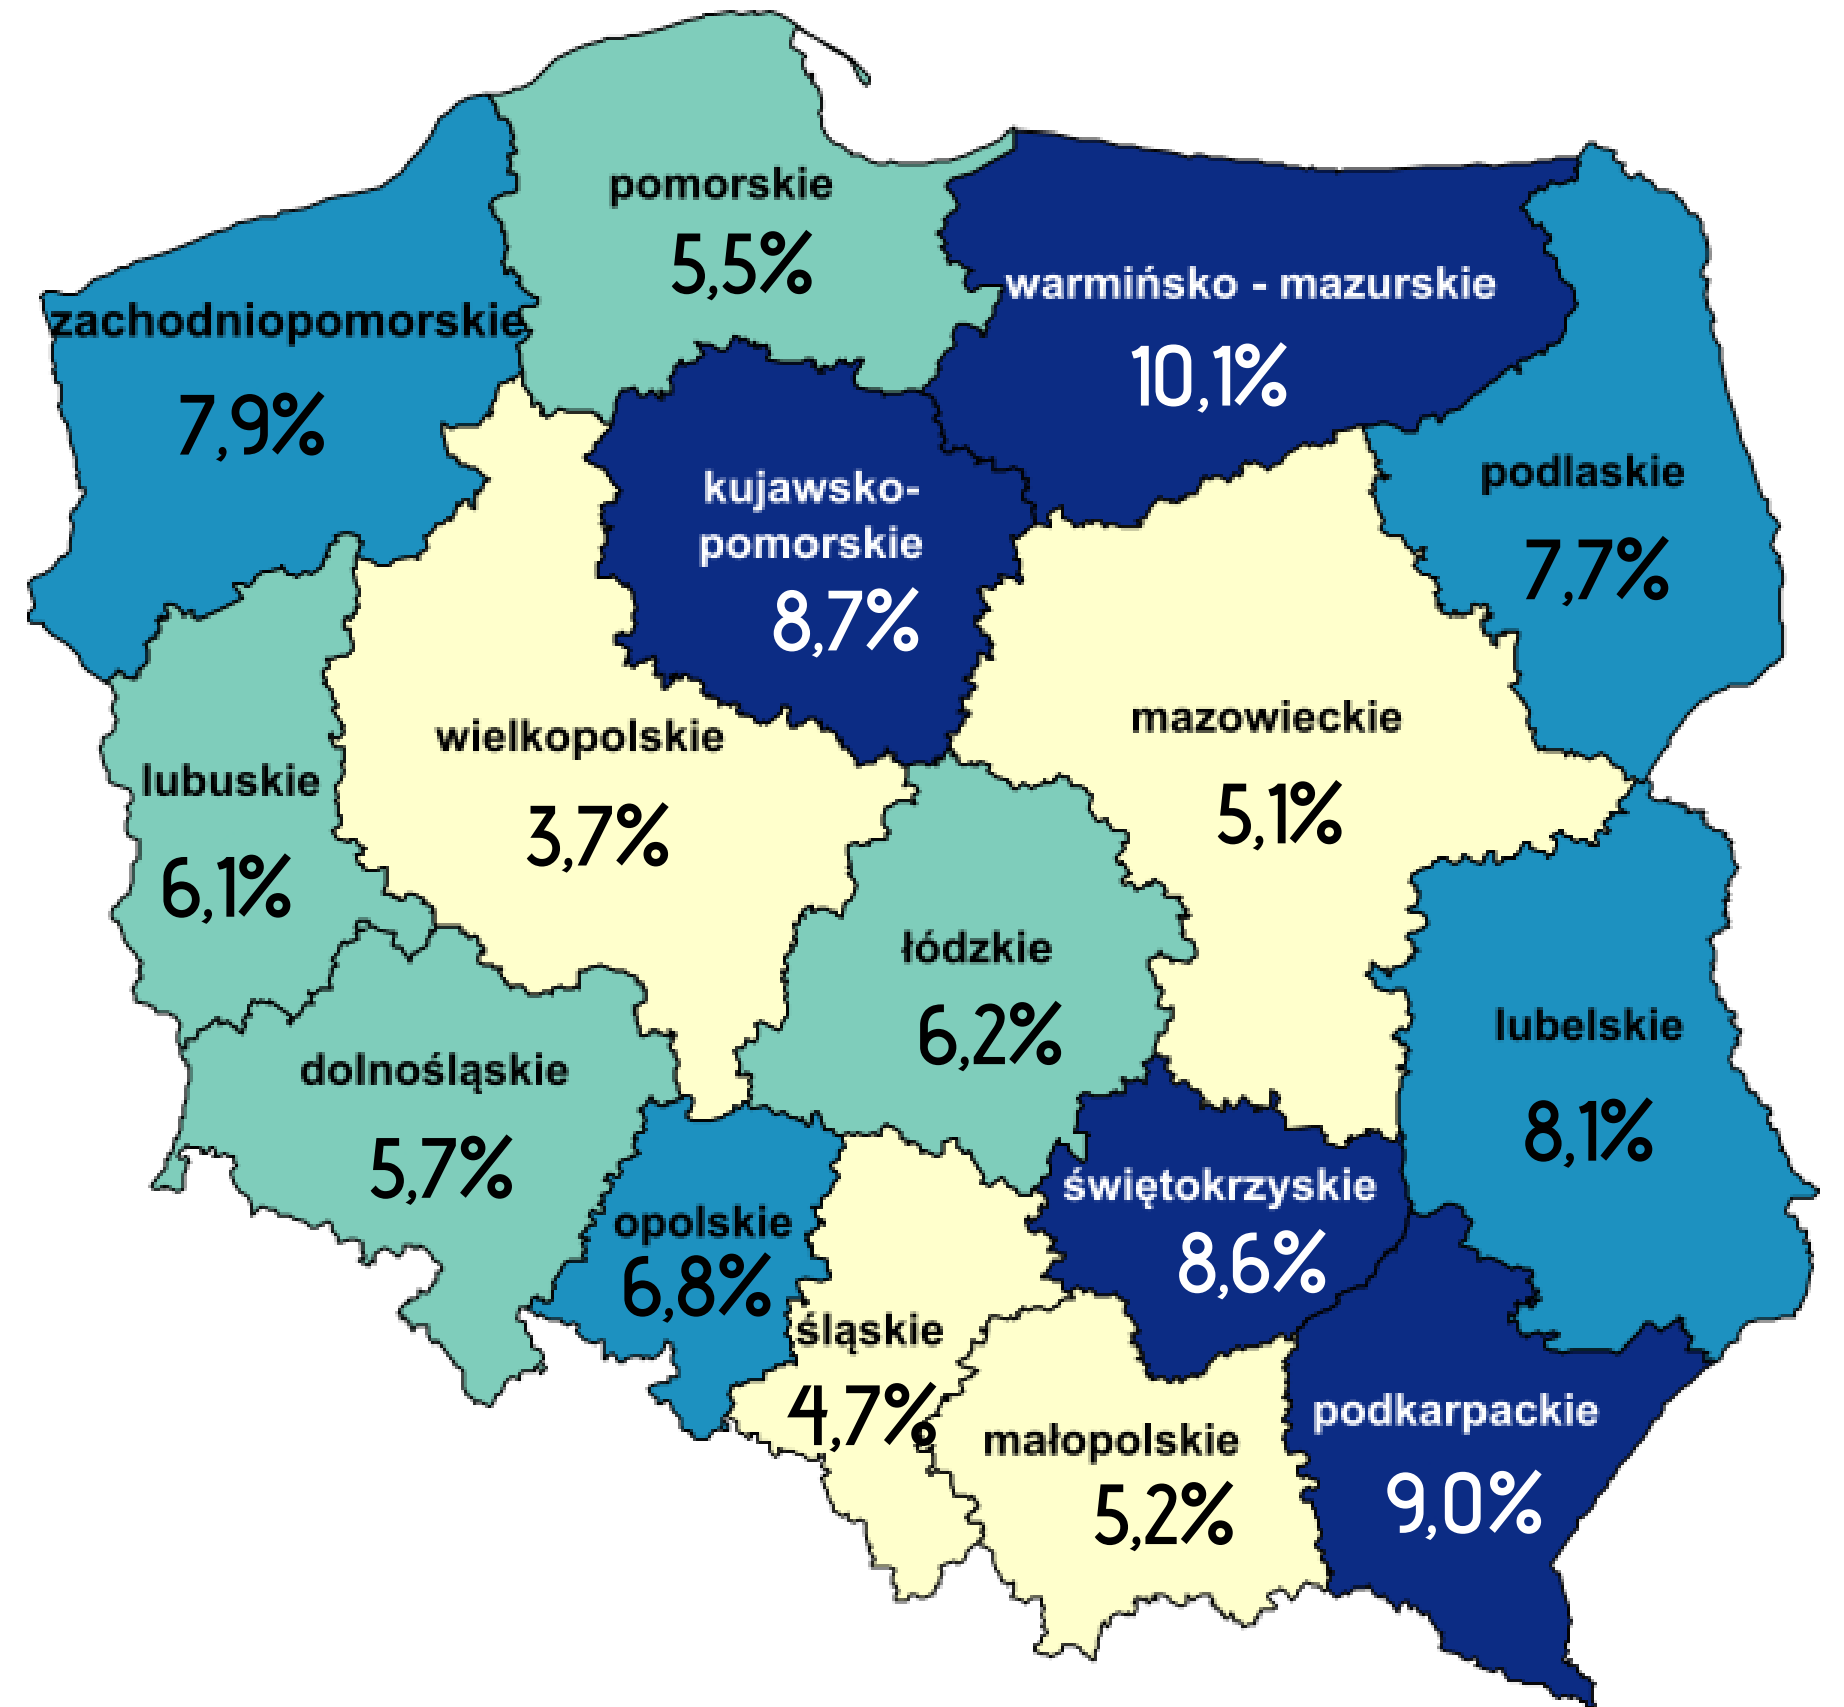 pomorskie
5,5%
warmińsko - mazurskie
10,1%
zachodniopomorskie
7,9%
kujawsko-
pomorskie
8,7%
podlaskie
7,7%
wielkopolskie
3,7%
mazowieckie
5,1%
lubuskie
6,1%
łódzkie
6,2%
lubelskie
8,1%
dolnośląskie
5,7%
opolskie
6,8%
świętokrzyskie
8,6%
śląskie
4,7%
małopolskie
5,2%
podkarpackie
9,0%